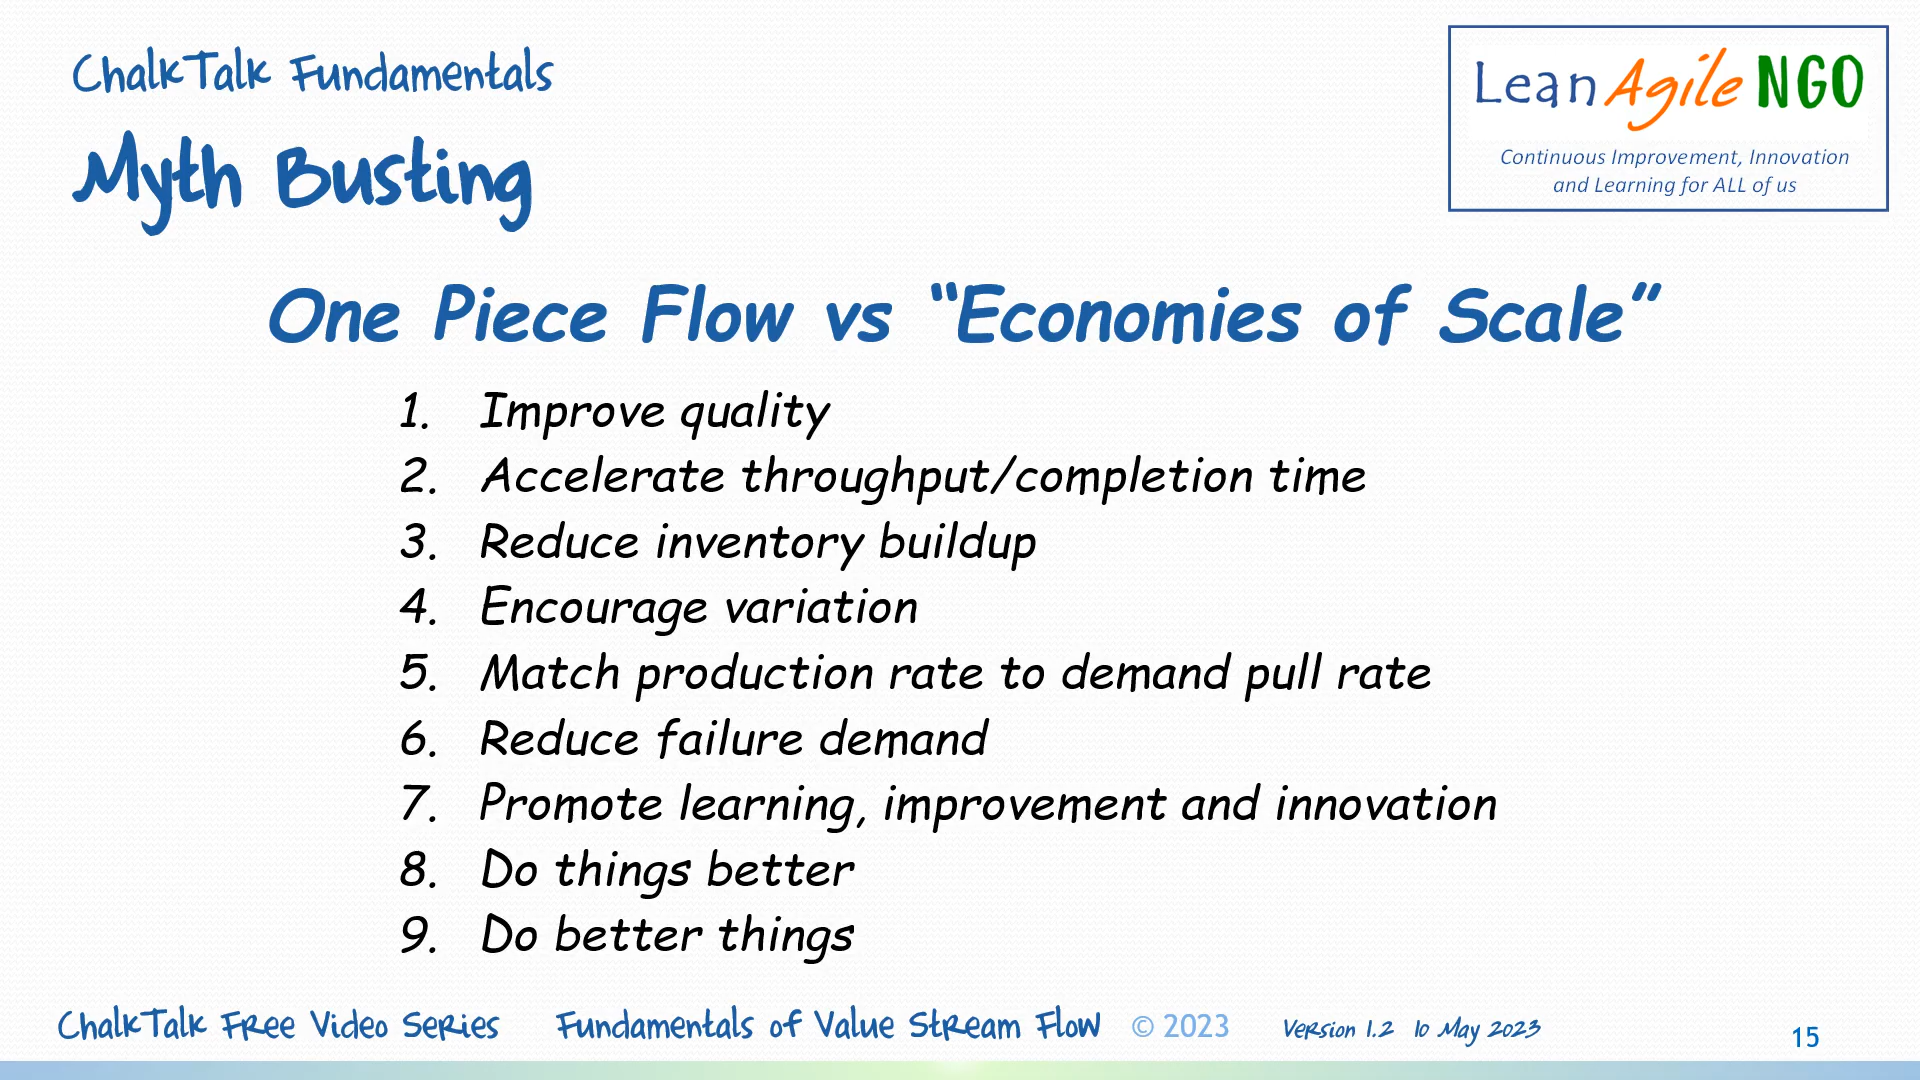 ChalkTalk Fundamentals
Myth Busting
Lean Agile NGO
Continuous Improvement, Innovation
and Learning for ALL of us
One Piece Flow vs “Economies of Scale”
1. Improve quality
2. Accelerate throughput/completion time
3. Reduce inventory buildup
4. Encourage variation
5. Match production rate to demand pull rate
6. Reduce failure demand
7. Promote learning, improvement and innovation
8. Do things better
9. Do better things
ChalkTalk Free Video Series Fundamentals of Value Stream Flow © 2023 Version 1.2 10 May 2023 15